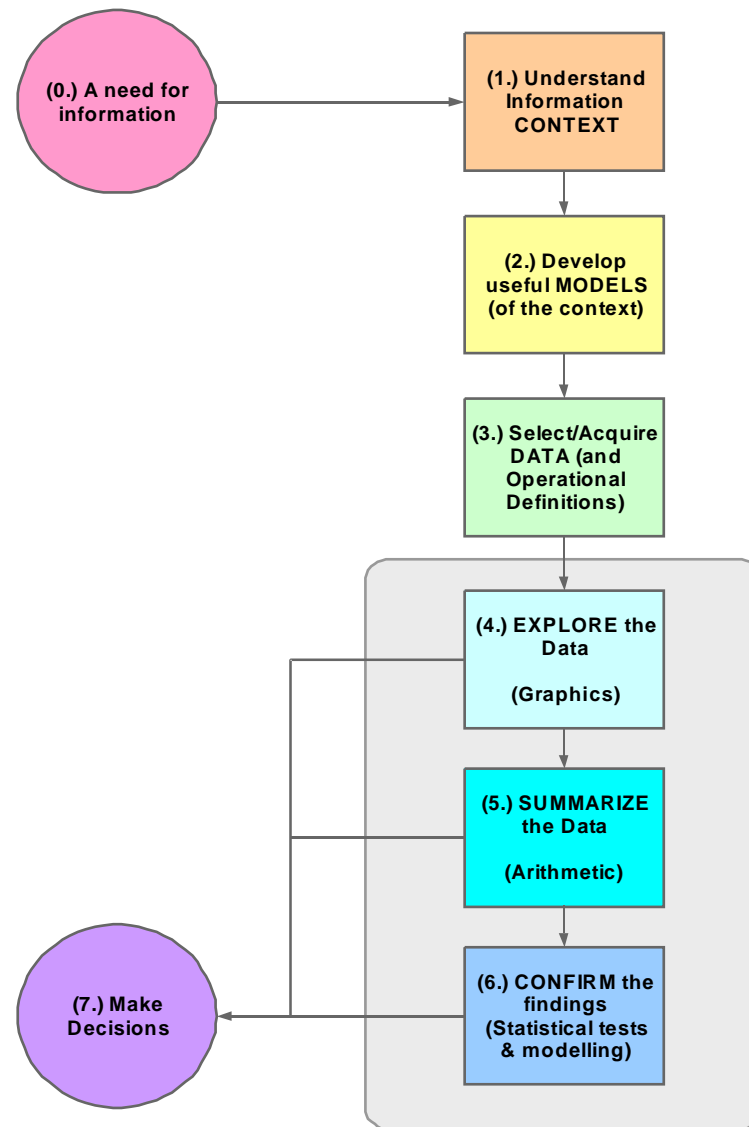 (0.) A need for
information
(1.) Understand
Information
CONTEXT
(2.) Develop
useful MODELS
(of the context)
(3.) Select/Acquire
DATA (and
Operational
Definitions)
(4.) EXPLORE the
Data
(Graphics)
(5.) SUMMARIZE
the Data
(Arithmetic)
(6.) CONFIRM the
findings
(Statistical tests
& modelling)
(7.) Make
Decisions